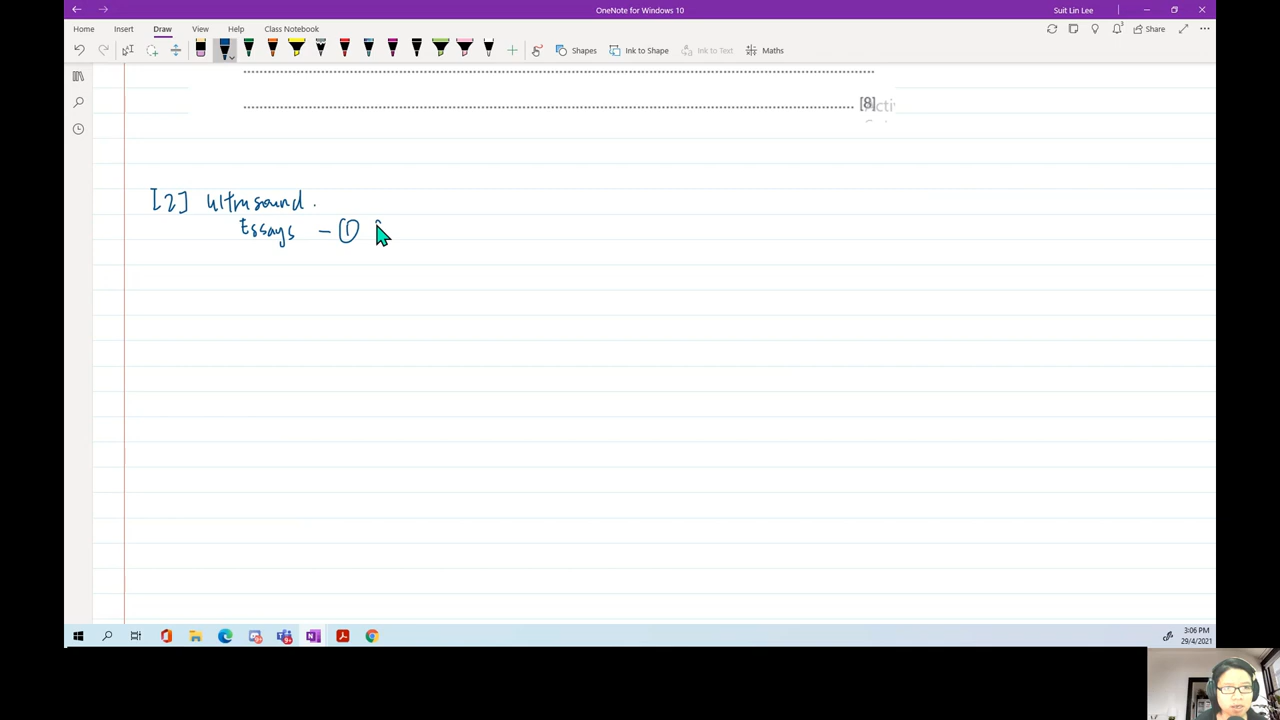 OneNote for Windows 10
Suit Lin Lee
Home Insert Draw View Help Class Notebook
Share
Shapes Ink to Shape Ink to Text Maths
[8]
[2] Ultrasound.
Essays - ①
3:06 PM
29/4/2021